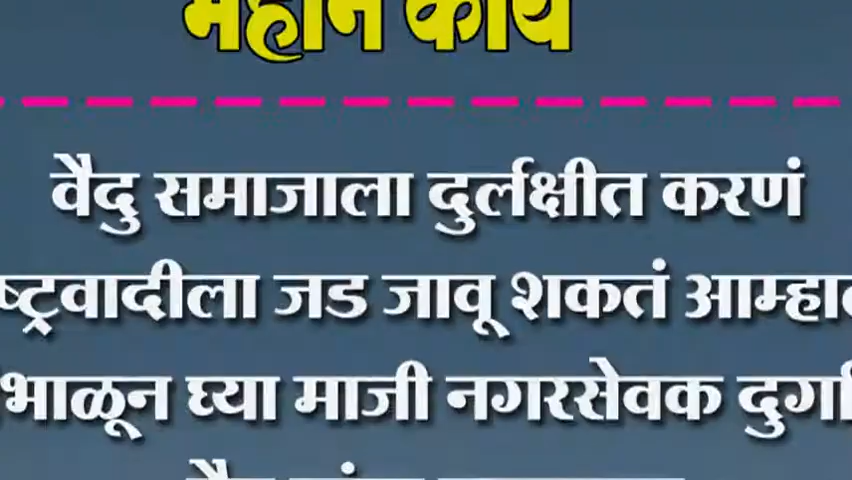 महान कार्य
वैदु समाजाला दुर्लक्षीत करणं
ष्ट्रवादीला जड जावू शकतं आम्हाल
भाळून घ्या माजी नगरसेवक दुर्गा